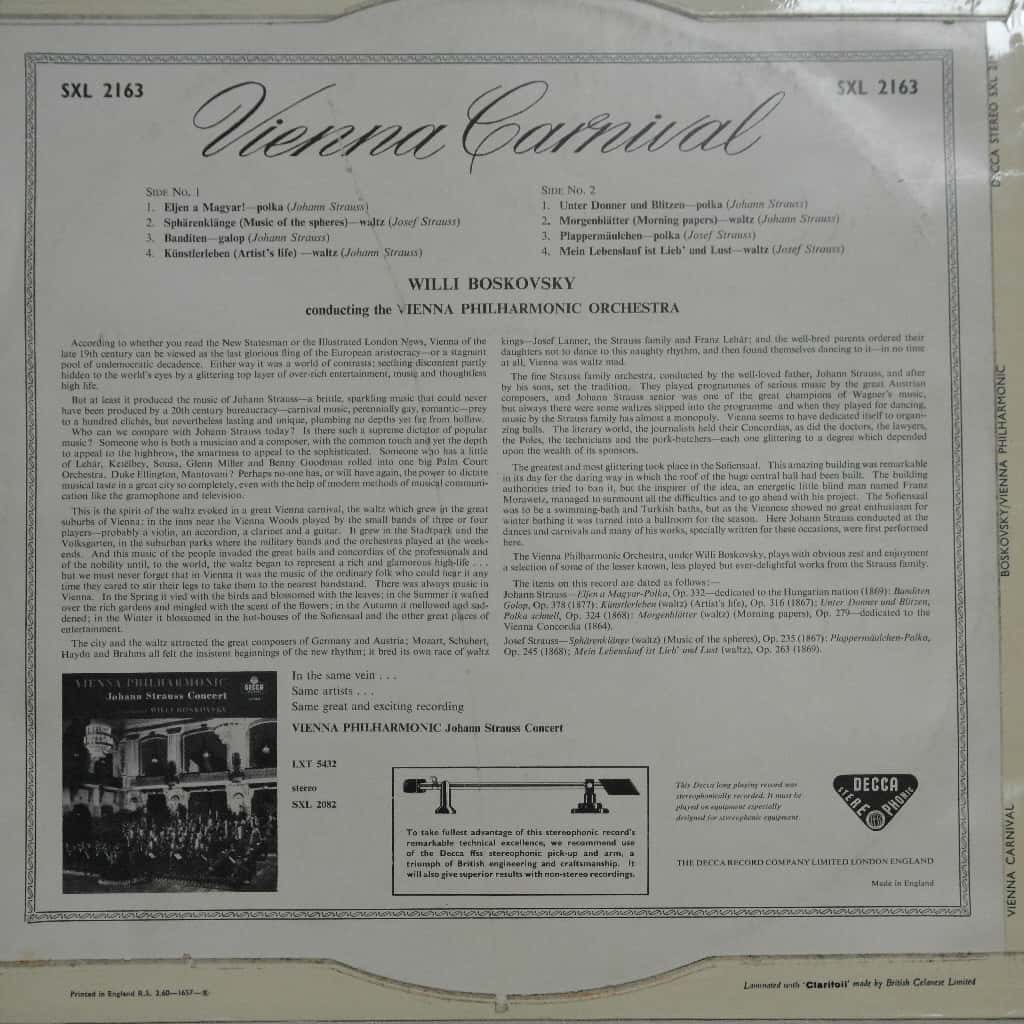 SXL 2163
SXL 2163
Vienna Carnival
SIDE No. 1
1. Eljen a Magyar!—polka (Johann Strauss)
2. Sphärenklänge (Music of the spheres)—waltz (Josef Strauss)
3. Banditen—galop (Johann Strauss)
4. Künstlerleben (Artist's life) —waltz (Johann Strauss)
SIDE No. 2
1. Unter Donner und Blitzen—polka (Johann Strauss)
2. Morgenblätter (Morning papers)—waltz (Johann Strauss)
3. Plappermäulchen—polka (Josef Strauss)
4. Mein Lebenslauf ist Lieb' und Lust—waltz (Josef Strauss)
WILLI BOSKOVSKY
conducting the VIENNA PHILHARMONIC ORCHESTRA
According to whether you read the New Statesman or the Illustrated London News, Vienna of the
late 19th century can be viewed as the last glorious fling of the European aristocracy—or a stagnant
pool of undemocratic decadence. Either way it was a world of contrasts; seething discontent partly
hidden to the world's eyes by a glittering top layer of over-rich entertainment, music and thoughtless
high life.
But at least it produced the music of Johann Strauss—a brittle, sparkling music that could never
have been produced by a 20th century bureaucracy—carnival music, perennially gay, romantic—prey
to a hundred clichés, but nevertheless lasting and unique, plumbing no depths yet far from hollow.
Who can we compare with Johann Strauss today? Is there such a supreme dictator of popular
music? Someone who is both a musician and a composer, with the common touch and yet the depth
to appeal to the highbrow, the smartness to appeal to the sophisticated. Someone who has a little
of Lehár, Ketèlbey, Sousa, Glenn Miller and Benny Goodman rolled into one big Palm Court
Orchestra. Duke Ellington, Mantovani? Perhaps no-one has, or will have again, the power to dictate
musical taste in a great city so completely, even with the help of modern methods of musical communi-
cation like the gramophone and television.
This is the spirit of the waltz evoked in a great Vienna carnival, the waltz which grew in the great
suburbs of Vienna: in the inns near the Vienna Woods played by the small bands of three or four
players—probably a violin, an accordion, a clarinet and a guitar. It grew in the Stadtpark and the
Volksgarten, in the suburban parks where the military bands and the orchestras played at the week-
ends. And this music of the people invaded the great halls and concordias of the professionals and
of the nobility until, to the world, the waltz began to represent a rich and glamorous high-life . . .
but we must never forget that in Vienna it was the music of the ordinary folk who could hear it any
time they cared to stir their legs to take them to the nearest bandstand. There was always music in
Vienna. In the Spring it vied with the birds and blossomed with the leaves; in the Summer it wafted
over the rich gardens and mingled with the scent of the flowers; in the Autumn it mellowed and sad-
dened; in the Winter it blossomed in the hot-houses of the Sofiensaal and the other great places of
entertainment.
The city and the waltz attracted the great composers of Germany and Austria; Mozart, Schubert,
Haydn and Brahms all felt the insistent beginnings of the new rhythm; it bred its own race of waltz
kings—Josef Lanner, the Strauss family and Franz Lehár; and the well-bred parents ordered their
daughters not to dance to this naughty rhythm, and then found themselves dancing to it—in no time
at all, Vienna was waltz mad.
The fine Strauss family orchestra, conducted by the well-loved father, Johann Strauss, and after
by his sons, set the tradition. They played programmes of serious music by the great Austrian
composers, and Johann Strauss senior was one of the great champions of Wagner's music,
but always there were some waltzes slipped into the programme and when they played for dancing,
music by the Strauss family has almost a monopoly. Vienna seems to have dedicated itself to organ-
izing balls. The literary world, the journalists held their Concordias, as did the doctors, the lawyers,
the Poles, the technicians and the pork-butchers—each one glittering to a degree which depended
upon the wealth of its sponsors.
The greatest and most glittering took place in the Sofiensaal. This amazing building was remarkable
in its day for the daring way in which the roof of the huge central hall had been built. The building
authorities tried to ban it, but the inspirer of the idea, an energetic little blind man named Franz
Morawetz, managed to surmount all the difficulties and to go ahead with his project. The Sofiensaal
was to be a swimming-bath and Turkish baths, but as the Viennese showed no great enthusiasm for
winter bathing it was turned into a ballroom for the season. Here Johann Strauss conducted at the
dances and carnivals and many of his works, specially written for these occasions, were first performed
here.
The Vienna Philharmonic Orchestra, under Willi Boskovsky, plays with obvious zest and enjoyment
a selection of some of the lesser known, less played but ever-delightful works from the Strauss family.
The items on this record are dated as follows:—
Johann Strauss—Eljen a Magyar-Polka, Op. 332—dedicated to the Hungarian nation (1869): Banditen
Galop, Op. 378 (1877); Künstlerleben (waltz) (Artist's life), Op. 316 (1867); Unter Donner und Blitzen,
Polka schnell, Op. 324 (1868); Morgenblätter (waltz) (Morning papers), Op. 279—dedicated to the
Vienna Concordia (1864).
Josef Strauss—Sphärenklänge (waltz) (Music of the spheres), Op. 235 (1867); Plappermäulchen-Polka,
Op. 245 (1868); Mein Lebenslauf ist Lieb' und Lust (waltz), Op. 263 (1869).
VIENNA PHILHARMONIC
Johann Strauss Concert
WILLI BOSKOVSKY
DECCA
In the same vein . . .
Same artists . . .
Same great and exciting recording
VIENNA PHILHARMONIC Johann Strauss Concert
LXT 5432
stereo
SXL 2082
To take fullest advantage of this stereophonic record's
remarkable technical excellence, we recommend use
of the Decca ffss stereophonic pick-up and arm, a
triumph of British engineering and craftsmanship. It
will also give superior results with non-stereo recordings.
This Decca long playing record was
stereophonically recorded. It must be
played on equipment especially
designed for stereophonic equipment.
DECCA
STEREOPHONIC
THE DECCA RECORD COMPANY LIMITED LONDON ENGLAND
Made in England
Printed in England R.S. 2.60—1657—R
Laminated with 'Clarifoil' made by British Celanese Limited
DECCA STEREO SXL
BOSKOVSKY/VIENNA PHILHARMONIC
VIENNA CARNIVAL